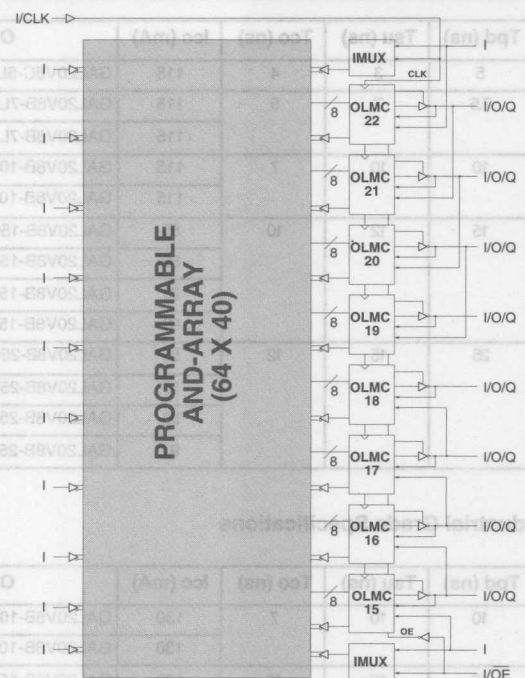 I/CLK
I
I
IMUX
CLK
I
I
8
OLMC
22
I/O/Q
I
8
OLMC
21
I/O/Q
I
8
OLMC
20
I/O/Q
I
8
OLMC
19
I/O/Q
PROGRAMMABLE
AND-ARRAY
(64 X 40)
I
8
OLMC
18
I/O/Q
I
8
OLMC
17
I/O/Q
I
8
OLMC
16
I/O/Q
I
8
OLMC
15
I/O/Q
I
OE
I
I
IMUX
I/OE